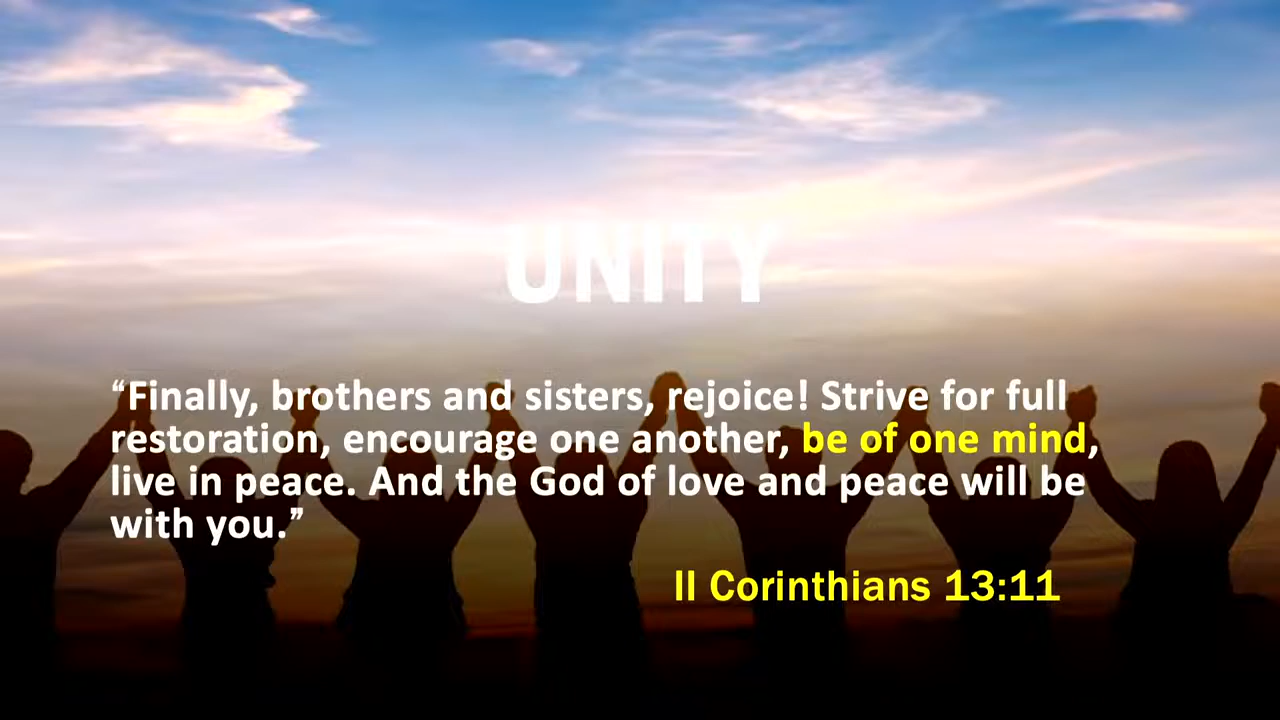 UNITY
“Finally, brothers and sisters, rejoice! Strive for full
restoration, encourage one another, be of one mind,
live in peace. And the God of love and peace will be
with you.”
II Corinthians 13:11